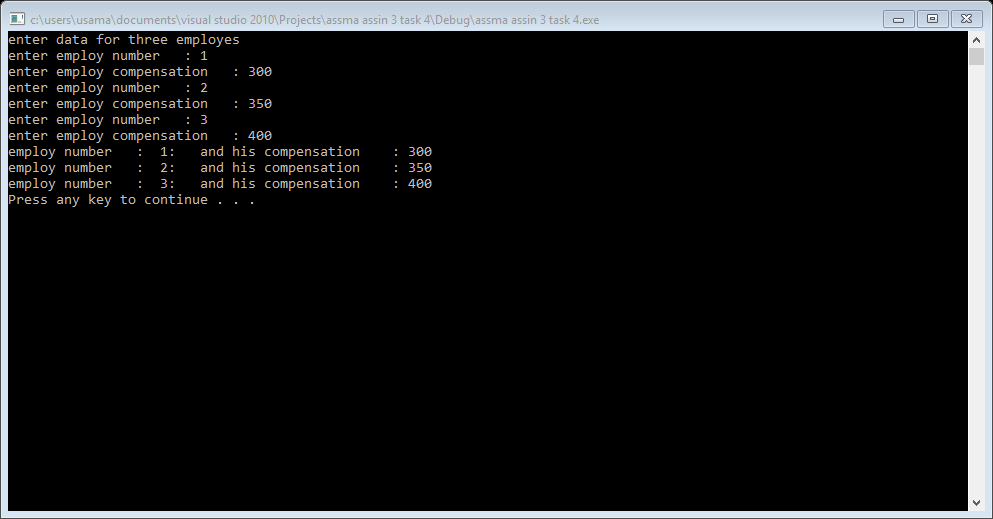 c:\users\usama\documents\visual studio 2010\Projects\assma assin 3 task 4\Debug\assma assin 3 task 4.exe
enter data for three employes
enter employ number   : 1
enter employ compensation   : 300
enter employ number   : 2
enter employ compensation   : 350
enter employ number   : 3
enter employ compensation   : 400
employ number   :  1:   and his compensation    : 300
employ number   :  2:   and his compensation    : 350
employ number   :  3:   and his compensation    : 400
Press any key to continue . . .